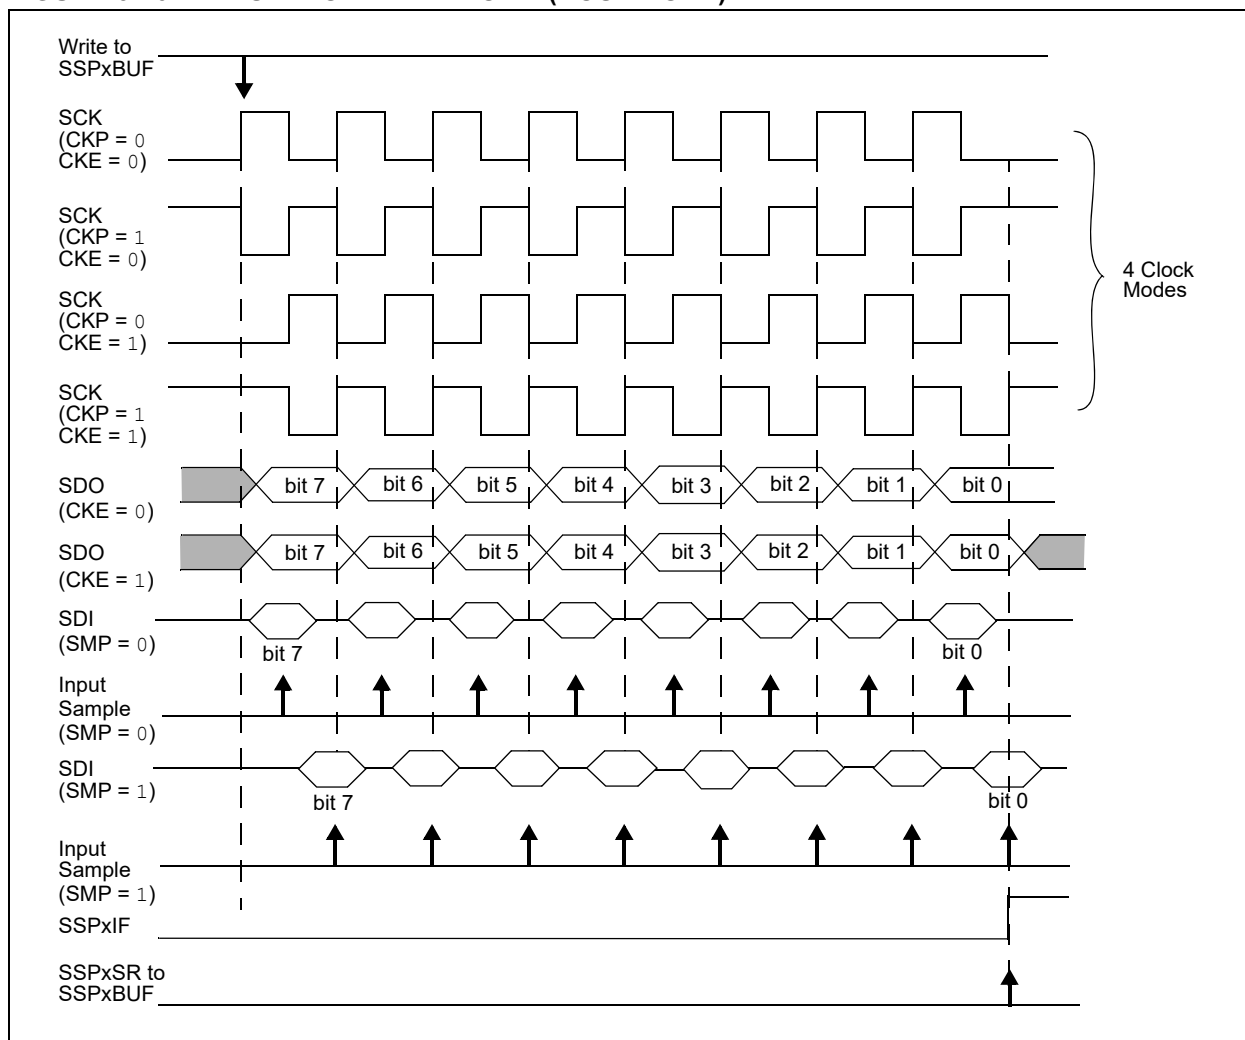 Write to
SSPxBUF
SCK
(CKP = 0
CKE = 0)
SCK
(CKP = 1
CKE = 0)
4 Clock
Modes
SCK
(CKP = 0
CKE = 1)
SCK
(CKP = 1
CKE = 1)
SDO
(CKE = 0)
bit 7 bit 6 bit 5 bit 4 bit 3 bit 2 bit 1 bit 0
SDO
(CKE = 1)
bit 7 bit 6 bit 5 bit 4 bit 3 bit 2 bit 1 bit 0
SDI
(SMP = 0)
bit 7 bit 0
Input
Sample
(SMP = 0)
SDI
(SMP = 1)
bit 7 bit 0
Input
Sample
(SMP = 1)
SSPxIF
SSPxSR to
SSPxBUF